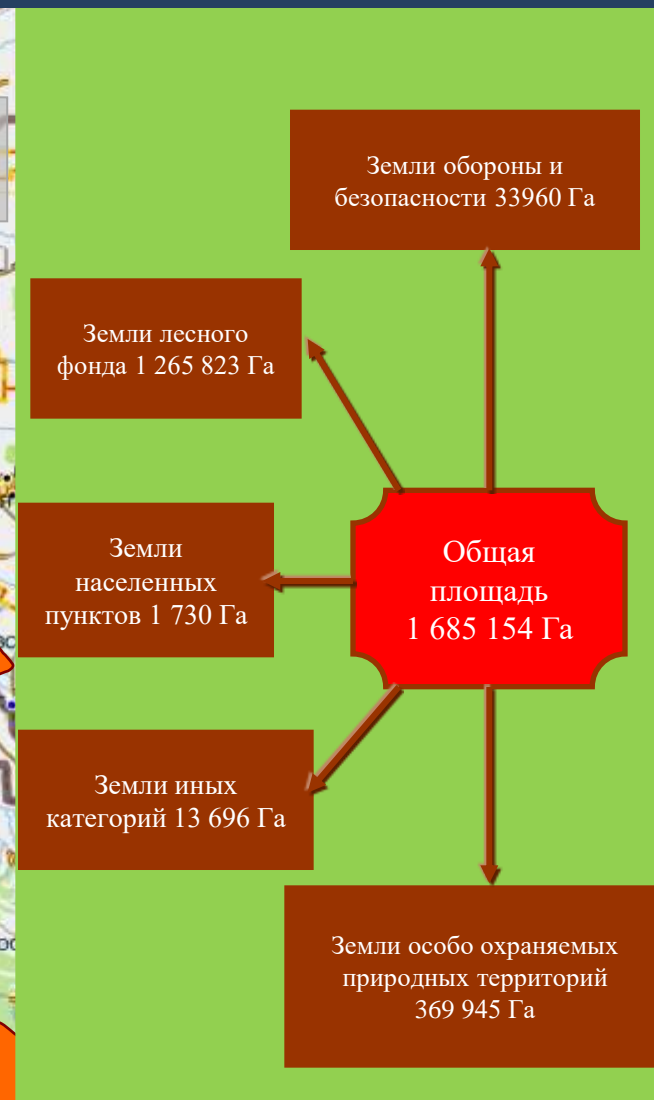 Земли обороны и
безопасности 33960 Га
Земли лесного
фонда 1 265 823 Га
Земли
населенных
пунктов 1 730 Га
Общая
площадь
1 685 154 Га
Земли иных
категорий 13 696 Га
Земли особо охраняемых
природных территорий
369 945 Га